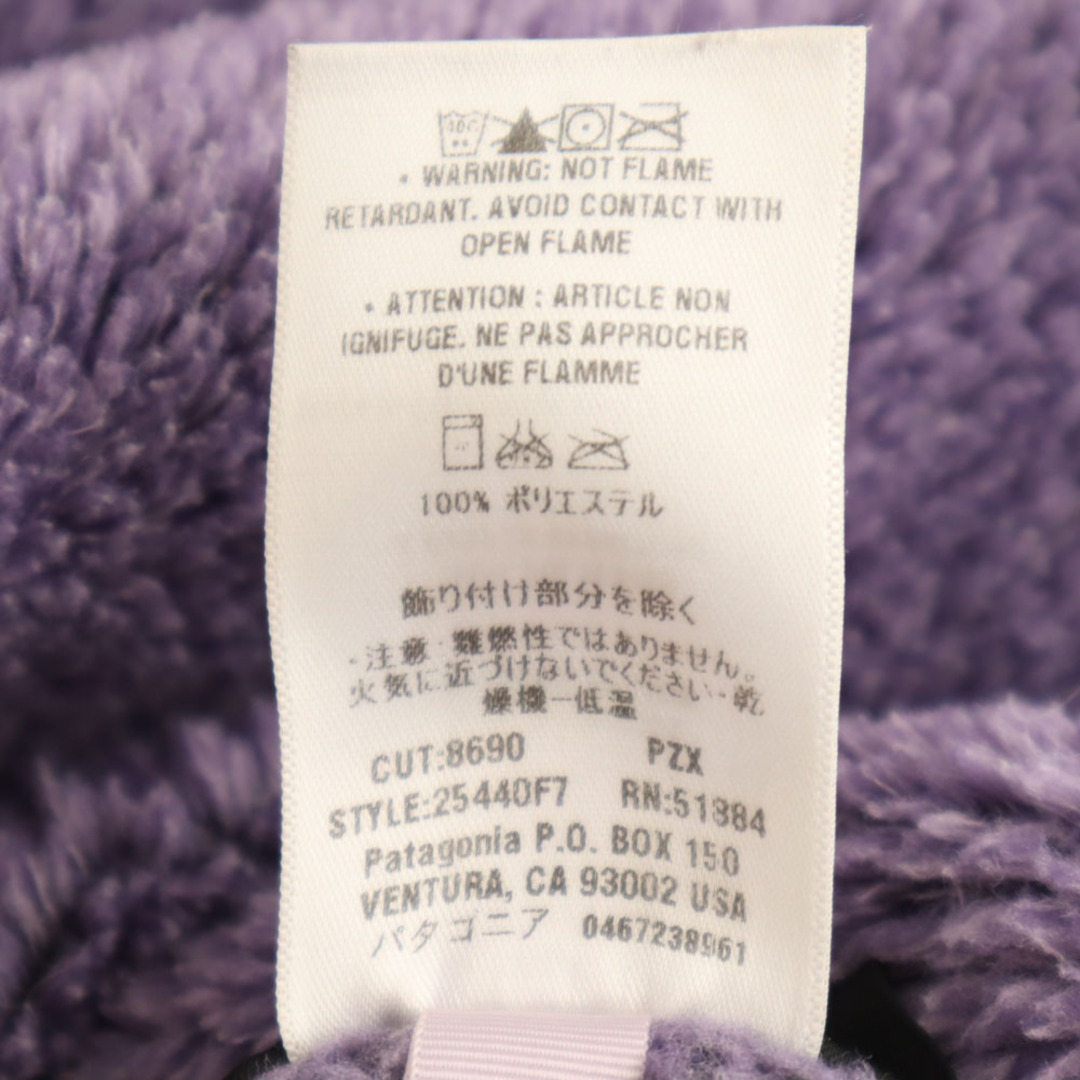 • WARNING: NOT FLAME
RETARDANT. AVOID CONTACT WITH
OPEN FLAME
• ATTENTION : ARTICLE NON
IGNIFUGE. NE PAS APPROCHER
D'UNE FLAMME
100% ポリエステル
飾り付け部分を除く
・注意：難燃性ではありません。
火気に近づけないでください・乾
燥機－低温
CUT:8690 PZX
STYLE:25440F7 RN:51884
Patagonia P.O. BOX 150
VENTURA, CA 93002 USA
パタゴニア 0467238961